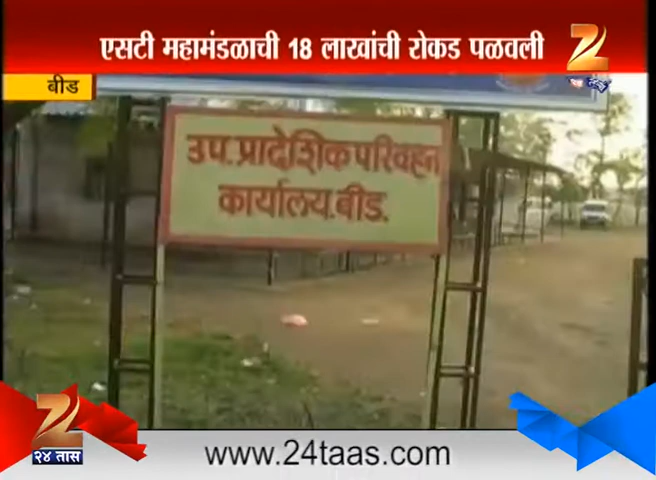 एसटी महामंडळाची 18 लाखांची रोकड पळवली
बीड
उप. प्रादेशिक परिवहन
कार्यालय. बीड.
२४ तास
www.24taas.com